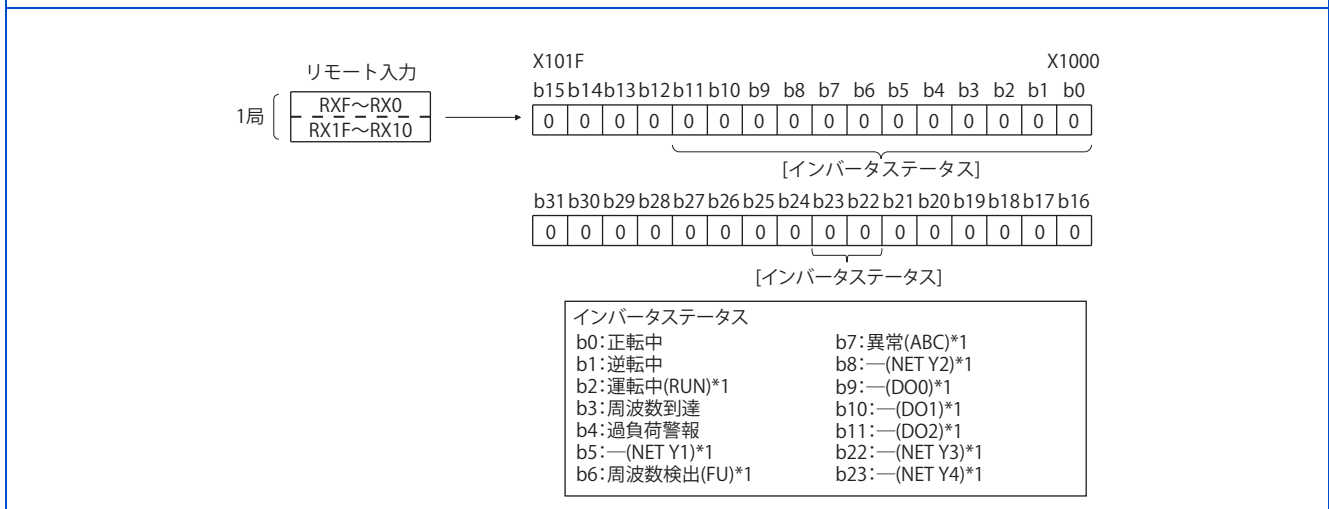 リモート入力
1局
RXF～RX0
RX1F～RX10
X101F X1000
b15 b14 b13 b12 b11 b10 b9 b8 b7 b6 b5 b4 b3 b2 b1 b0
0 0 0 0 0 0 0 0 0 0 0 0 0 0 0 0
[インバータステータス]
b31 b30 b29 b28 b27 b26 b25 b24 b23 b22 b21 b20 b19 b18 b17 b16
0 0 0 0 0 0 0 0 0 0 0 0 0 0 0 0
[インバータステータス]
インバータステータス
b0：正転中
b1：逆転中
b2：運転中(RUN)*1
b3：周波数到達
b4：過負荷警報
b5：―(NET Y1)*1
b6：周波数検出(FU)*1
b7：異常(ABC)*1
b8：―(NET Y2)*1
b9：―(DO0)*1
b10：―(DO1)*1
b11：―(DO2)*1
b22：―(NET Y3)*1
b23：―(NET Y4)*1